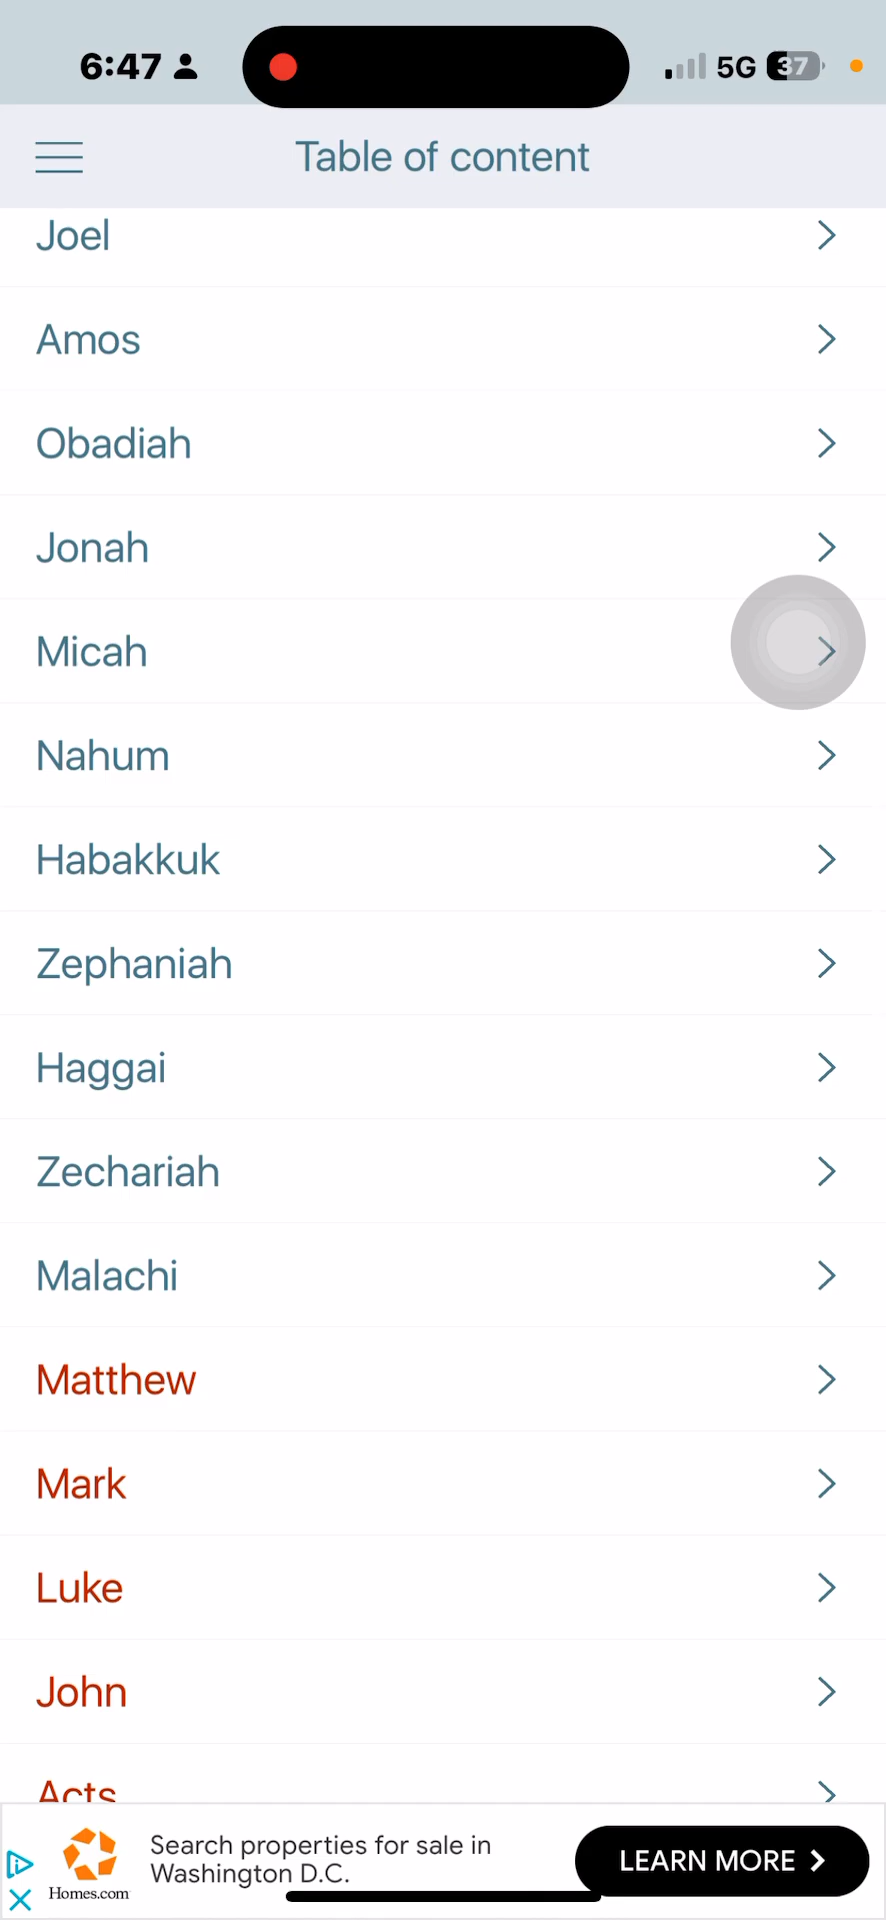 6:47
5G 37
Table of content
Joel
Amos
Obadiah
Jonah
Micah
Nahum
Habakkuk
Zephaniah
Haggai
Zechariah
Malachi
Matthew
Mark
Luke
John
Acts
Search properties for sale in
Washington D.C.
Homes.com
LEARN MORE